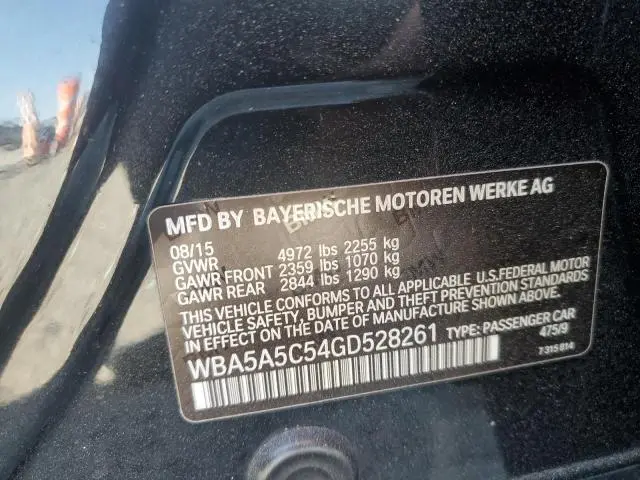 MFD BY BAYERISCHE MOTOREN WERKE AG
08/15
GVWR 4972 lbs 2255 kg
GAWR FRONT 2359 lbs 1070 kg
GAWR REAR 2844 lbs 1290 kg
THIS VEHICLE CONFORMS TO ALL APPLICABLE U.S.FEDERAL MOTOR
VEHICLE SAFETY, BUMPER AND THEFT PREVENTION STANDARDS
IN EFFECT ON THE DATE OF MANUFACTURE SHOWN ABOVE.
WBA5A5C54GD528261 TYPE: PASSENGER CAR
475/9
7 315 814